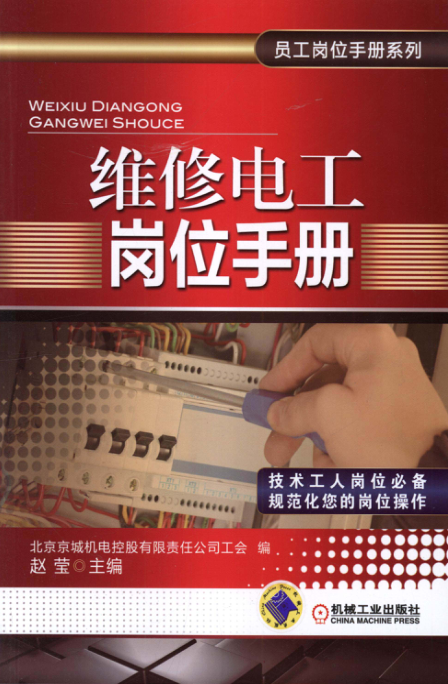 员工岗位手册系列
WEIXIU DIANGONG
GANGWEI SHOUCE
维修电工
岗位手册
技术工人岗位必备
规范化您的岗位操作
北京京城机电控股有限责任公司工会 编
赵 莹◎主编
机械工业出版社
CHINA MACHINE PRESS